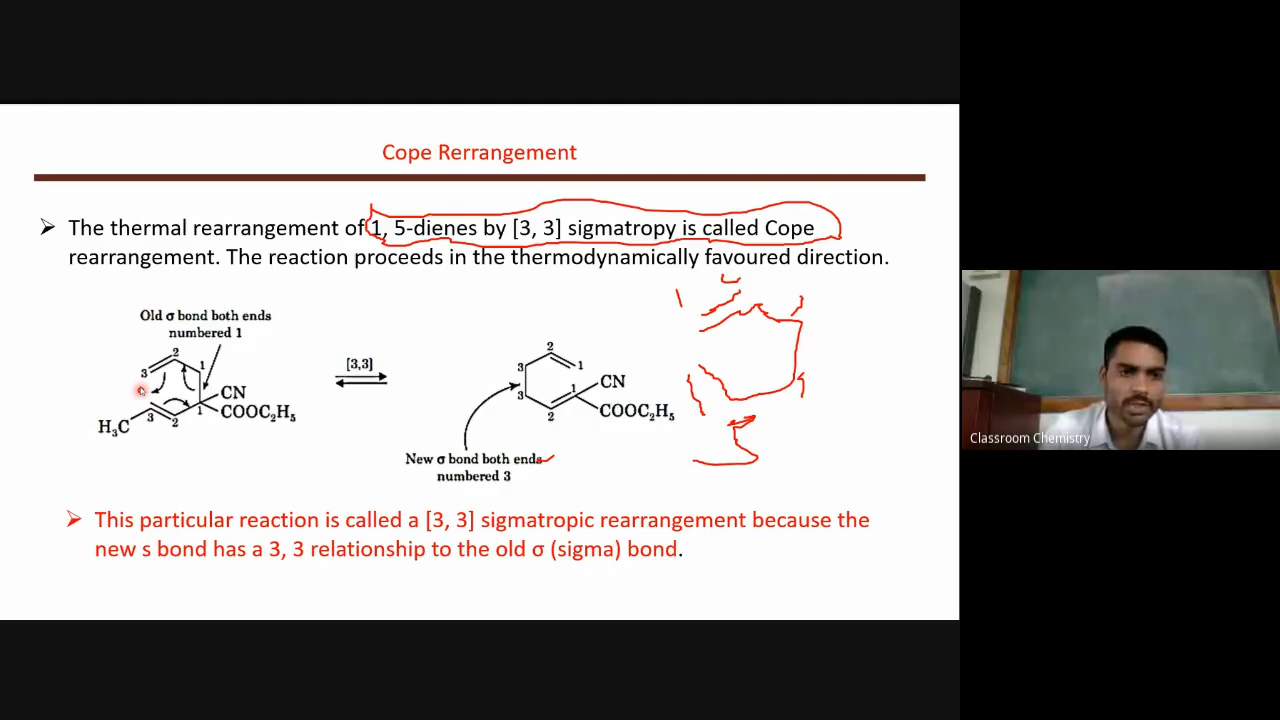 Cope Rerrangement
➢ The thermal rearrangement of 1, 5-dienes by [3, 3] sigmatropy is called Cope
rearrangement. The reaction proceeds in the thermodynamically favoured direction.
Old σ bond both ends
numbered 1
3 2 1
H₃C 3 2 1 CN
COOC₂H₅
[3,3]
3 2 1
3 2 1 CN
COOC₂H₅
New σ bond both ends
numbered 3
➢ This particular reaction is called a [3, 3] sigmatropic rearrangement because the
new s bond has a 3, 3 relationship to the old σ (sigma) bond.
Classroom Chemistry